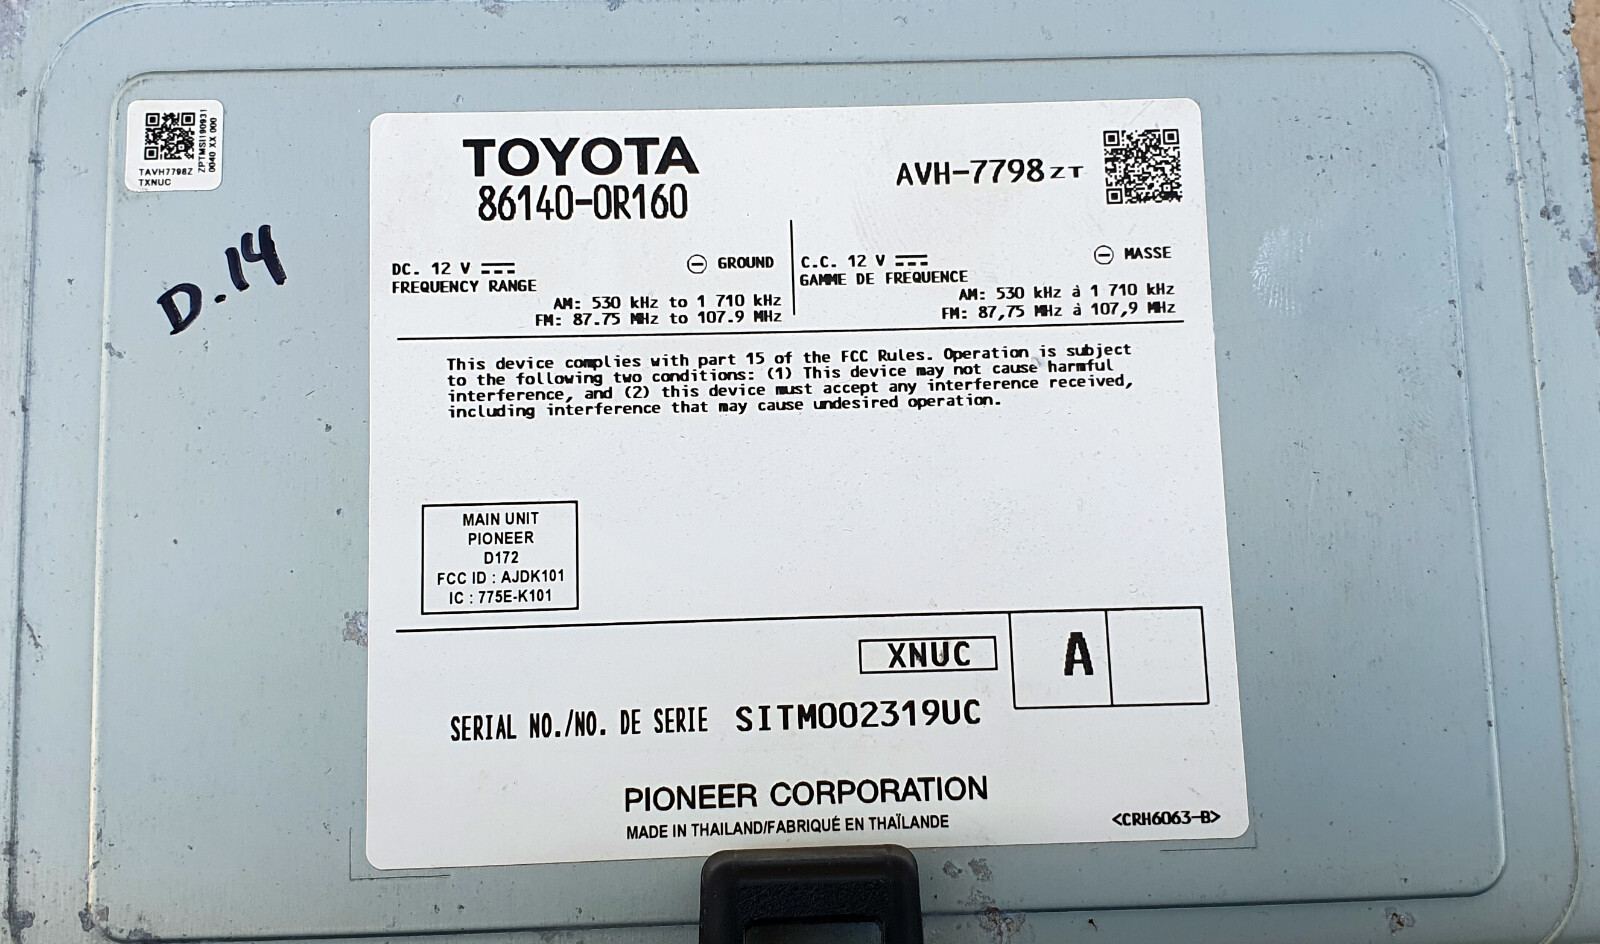 TAVH7798Z
TXNUC
ZPTMSI190931
0040 XX 000
D.14
TOYOTA
86140-0R160
AVH-7798ZT
DC. 12 V
GROUND
FREQUENCY RANGE
AM: 530 kHz to 1 710 kHz
FM: 87.75 MHz to 107.9 MHz
C.C. 12 V
MASSE
GAMME DE FREQUENCE
AM: 530 kHz à 1 710 kHz
FM: 87,75 MHz à 107,9 MHz
This device complies with part 15 of the FCC Rules. Operation is subject
to the following two conditions: (1) This device may not cause harmful
interference, and (2) this device must accept any interference received,
including interference that may cause undesired operation.
MAIN UNIT
PIONEER
D172
FCC ID : AJDK101
IC : 775E-K101
XNUC
A
SERIAL NO./NO. DE SERIE SITM002319UC
PIONEER CORPORATION
MADE IN THAILAND/FABRIQUÉ EN THAÏLANDE
<CRH6063-B>